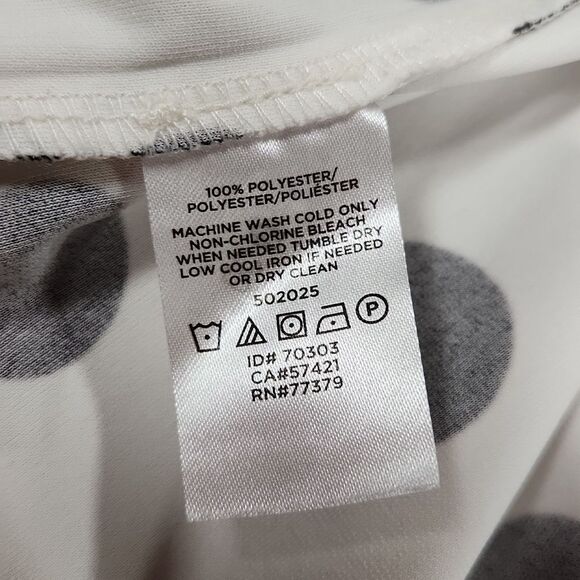 100% POLYESTER/
POLYESTER/POLIÉSTER
MACHINE WASH COLD ONLY
NON-CHLORINE BLEACH
WHEN NEEDED TUMBLE DRY
LOW COOL IRON IF NEEDED
OR DRY CLEAN
502025
P
ID# 70303
CA#57421
RN#77379